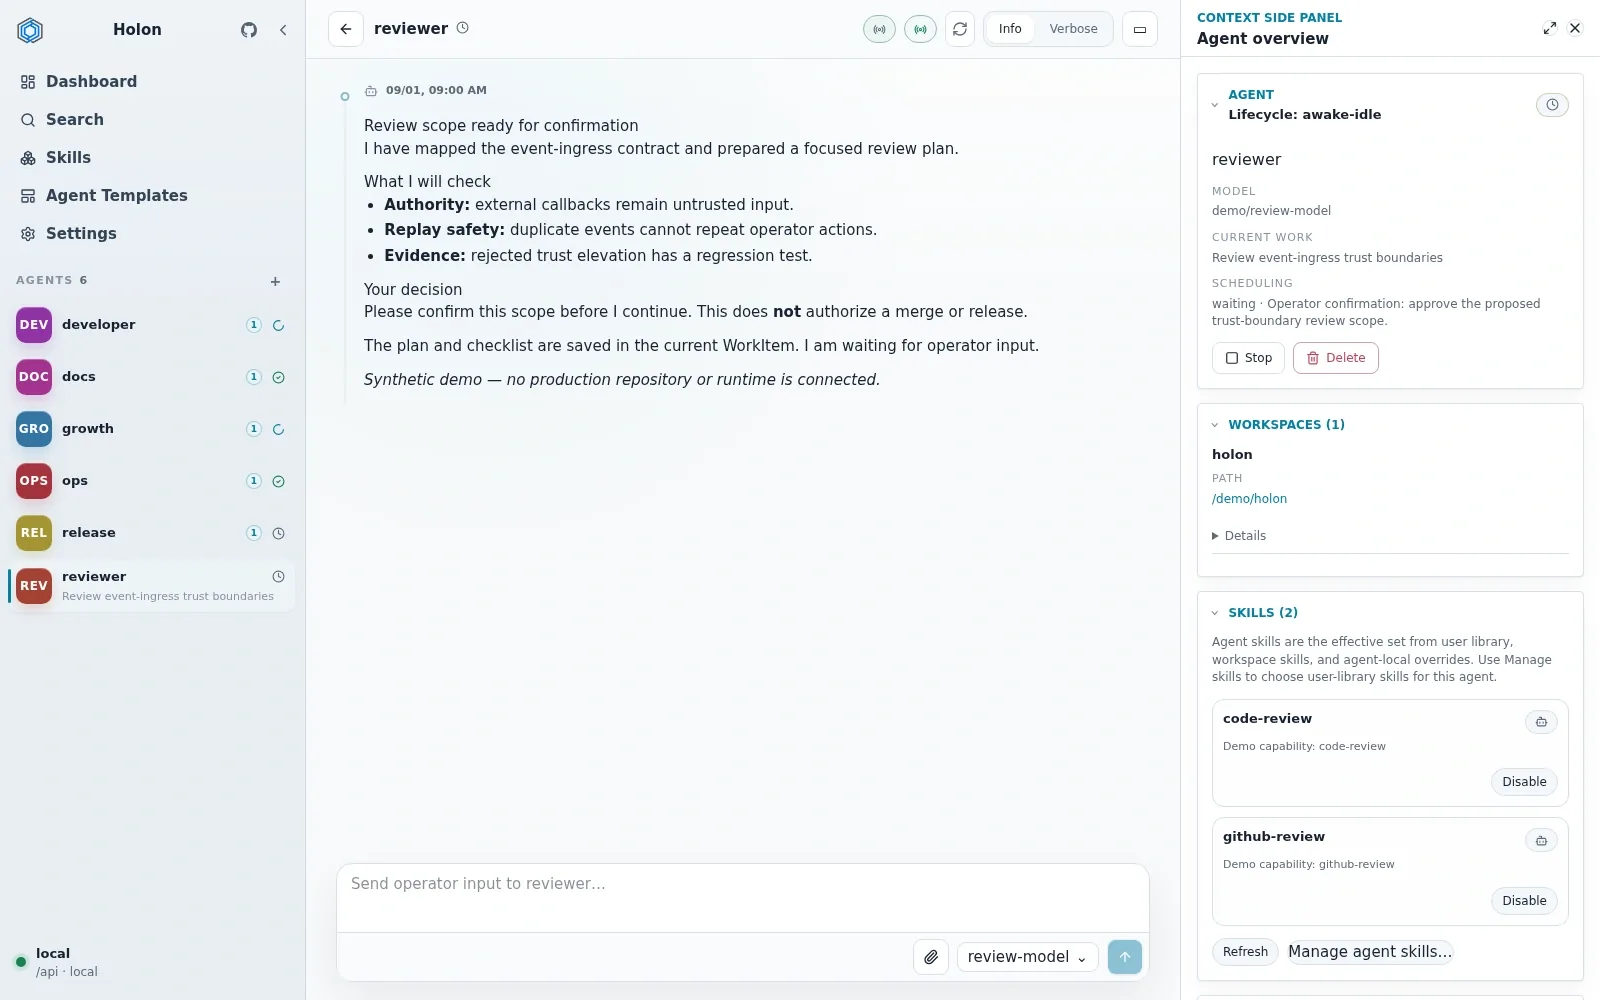 Holon
Dashboard
Search
Skills
Agent Templates
Settings
AGENTS 6
+
DEV developer 1
DOC docs 1
GRO growth 1
OPS ops 1
REL release 1
REV reviewer
Review event-ingress trust boundaries
local
/api · local
reviewer
Info Verbose
09/01, 09:00 AM
Review scope ready for confirmation
I have mapped the event-ingress contract and prepared a focused review plan.
What I will check
• Authority: external callbacks remain untrusted input.
• Replay safety: duplicate events cannot repeat operator actions.
• Evidence: rejected trust elevation has a regression test.
Your decision
Please confirm this scope before I continue. This does not authorize a merge or release.
The plan and checklist are saved in the current WorkItem. I am waiting for operator input.
Synthetic demo — no production repository or runtime is connected.
Send operator input to reviewer...
review-model
CONTEXT SIDE PANEL
Agent overview
AGENT
Lifecycle: awake-idle
reviewer
MODEL
demo/review-model
CURRENT WORK
Review event-ingress trust boundaries
SCHEDULING
waiting · Operator confirmation: approve the proposed
trust-boundary review scope.
Stop Delete
WORKSPACES (1)
holon
PATH
/demo/holon
Details
SKILLS (2)
Agent skills are the effective set from user library,
workspace skills, and agent-local overrides. Use Manage
skills to choose user-library skills for this agent.
code-review
Demo capability: code-review
Disable
github-review
Demo capability: github-review
Disable
Refresh Manage agent skills...